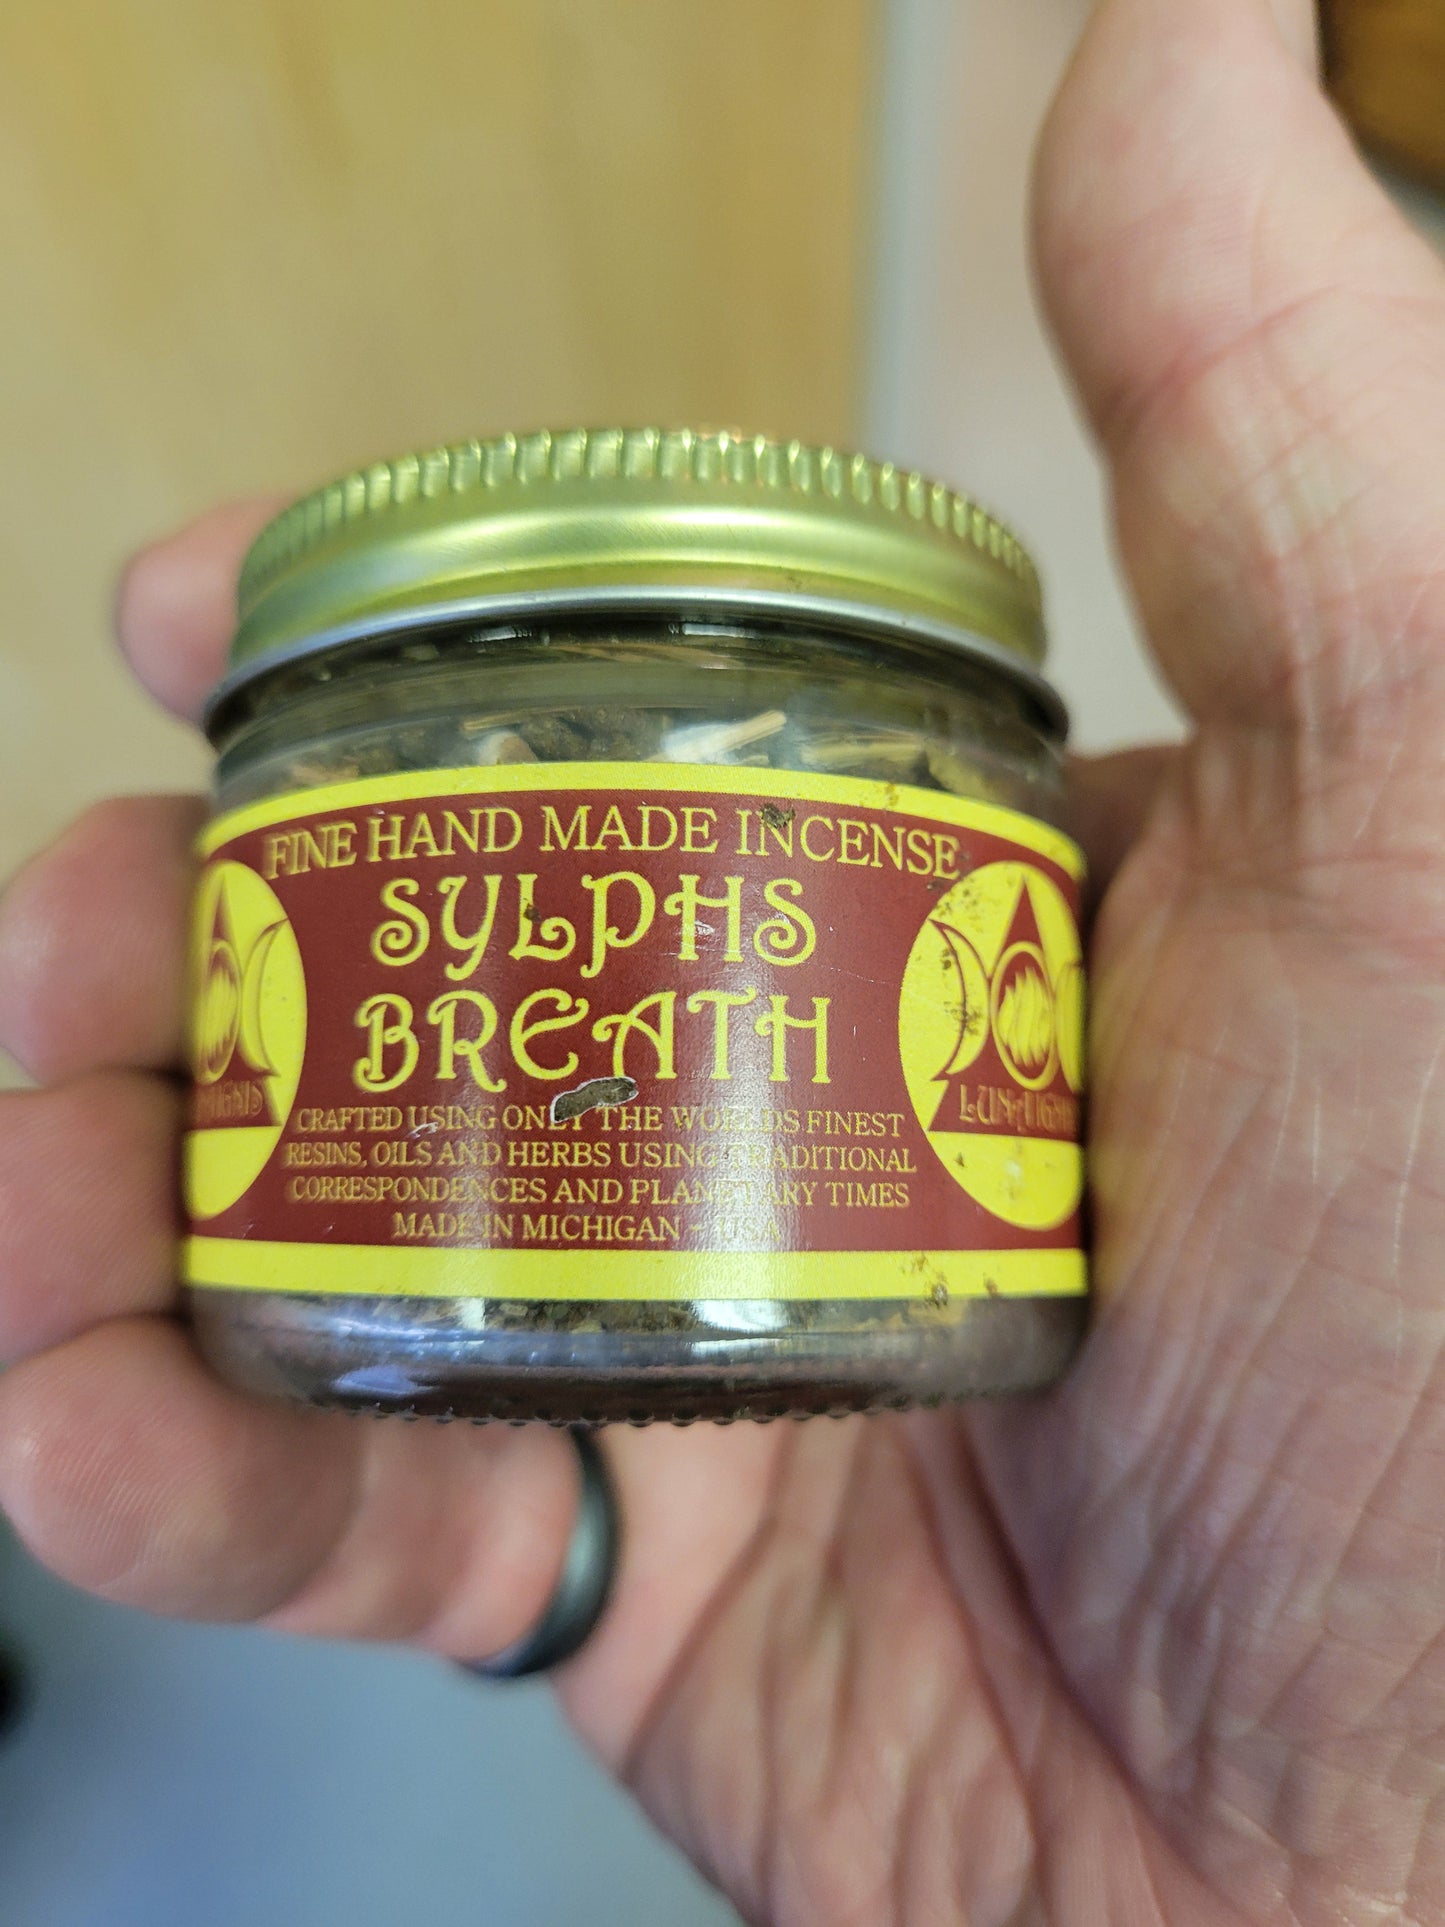 FINE HAND MADE INCENSE
SYLPHS
BREATH
CRAFTED USING ONLY THE WORLDS FINEST
RESINS, OILS AND HERBS USING TRADITIONAL
CORRESPONDENCES AND PLANETARY TIMES
MADE IN MICHIGAN - USA